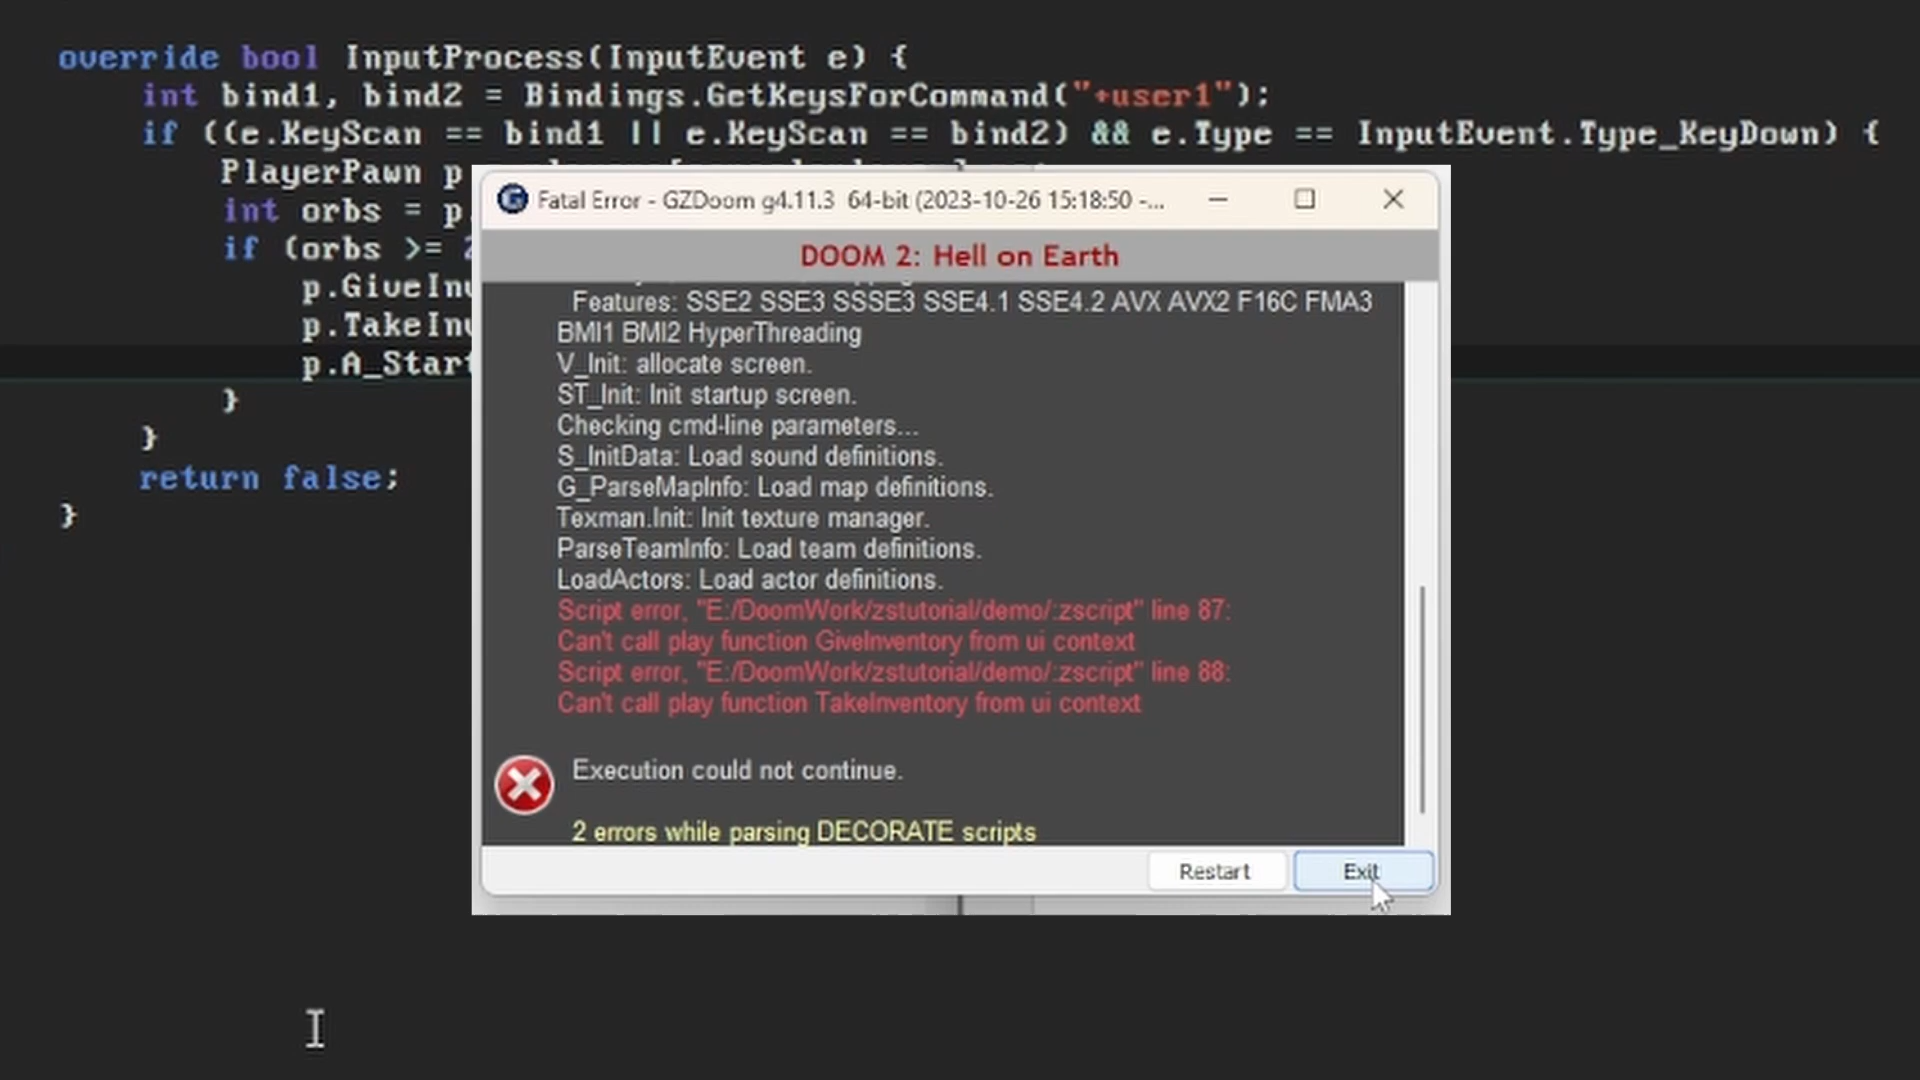 override bool InputProcess(InputEvent e) {
int bind1, bind2 = Bindings.GetKeysForCommand("+user1");
if ((e.KeyScan == bind1 || e.KeyScan == bind2) && e.Type == InputEvent.Type_KeyDown) {
PlayerPawn p
int orbs = p.
if (orbs >=
p.GiveInv
p.TakeInv
p.A_Start
}
}
return false;
}
Fatal Error - GZDoom g4.11.3 64-bit (2023-10-26 15:18:50 -...
DOOM 2: Hell on Earth
Features: SSE2 SSE3 SSSE3 SSE4.1 SSE4.2 AVX AVX2 F16C FMA3
BMI1 BMI2 HyperThreading
V_Init: allocate screen.
ST_Init: Init startup screen.
Checking cmd-line parameters...
S_InitData: Load sound definitions.
G_ParseMapInfo: Load map definitions.
Texman.Init: Init texture manager.
ParseTeamInfo: Load team definitions.
LoadActors: Load actor definitions.
Script error, "E:/DoomWork/zstutorial/demo/:zscript" line 87:
Can't call play function GiveInventory from ui context
Script error, "E:/DoomWork/zstutorial/demo/:zscript" line 88:
Can't call play function TakeInventory from ui context
Execution could not continue.
2 errors while parsing DECORATE scripts
Restart
Exit